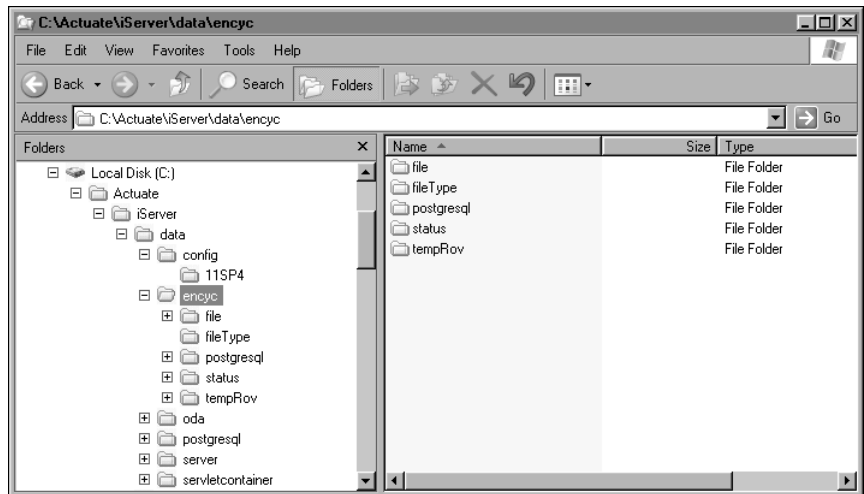 C:\Actuate\iServer\data\encyc
File Edit View Favorites Tools Help
Back Search Folders
Address C:\Actuate\iServer\data\encyc Go
Folders
Local Disk (C:)
Actuate
iServer
data
config
11SP4
encyc
file
fileType
postgresql
status
tempRov
oda
postgresql
server
servletcontainer
Name Size Type
file File Folder
fileType File Folder
postgresql File Folder
status File Folder
tempRov File Folder